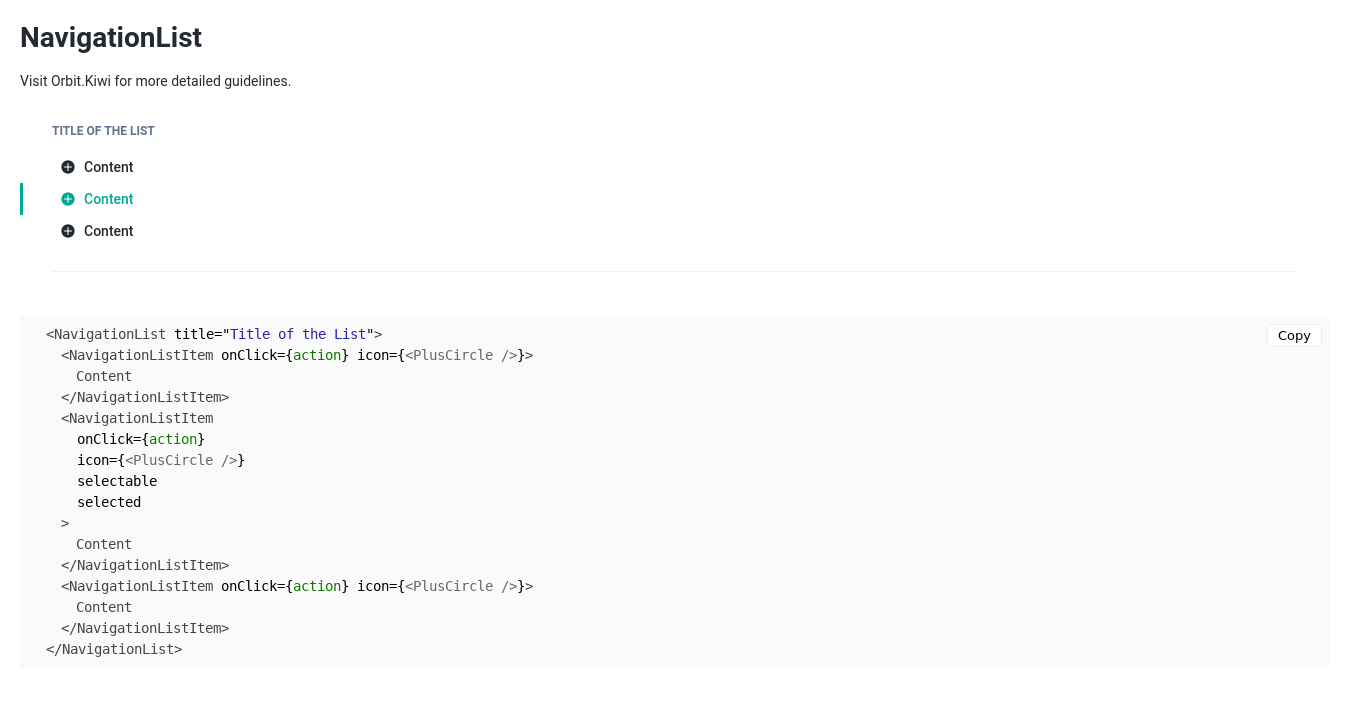 NavigationList
Visit Orbit.Kiwi for more detailed guidelines.
TITLE OF THE LIST
Content
Content
Content
Copy
<NavigationList title="Title of the List">
  <NavigationListItem onClick={action} icon={<PlusCircle />}>
    Content
  </NavigationListItem>
  <NavigationListItem
    onClick={action}
    icon={<PlusCircle />}
    selectable
    selected
  >
    Content
  </NavigationListItem>
  <NavigationListItem onClick={action} icon={<PlusCircle />}>
    Content
  </NavigationListItem>
</NavigationList>